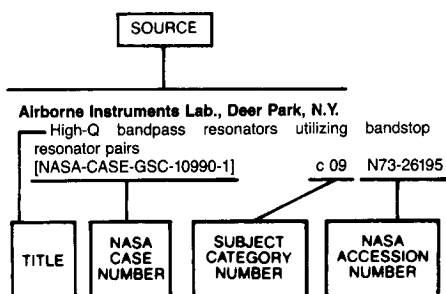 SOURCE
Airborne Instruments Lab., Deer Park, N.Y.
High-Q bandpass resonators utilizing bandstop
resonator pairs
[NASA-CASE-GSC-10990-1] c 09 N73-26195
TITLE
NASA
CASE
NUMBER
SUBJECT
CATEGORY
NUMBER
NASA
ACCESSION
NUMBER